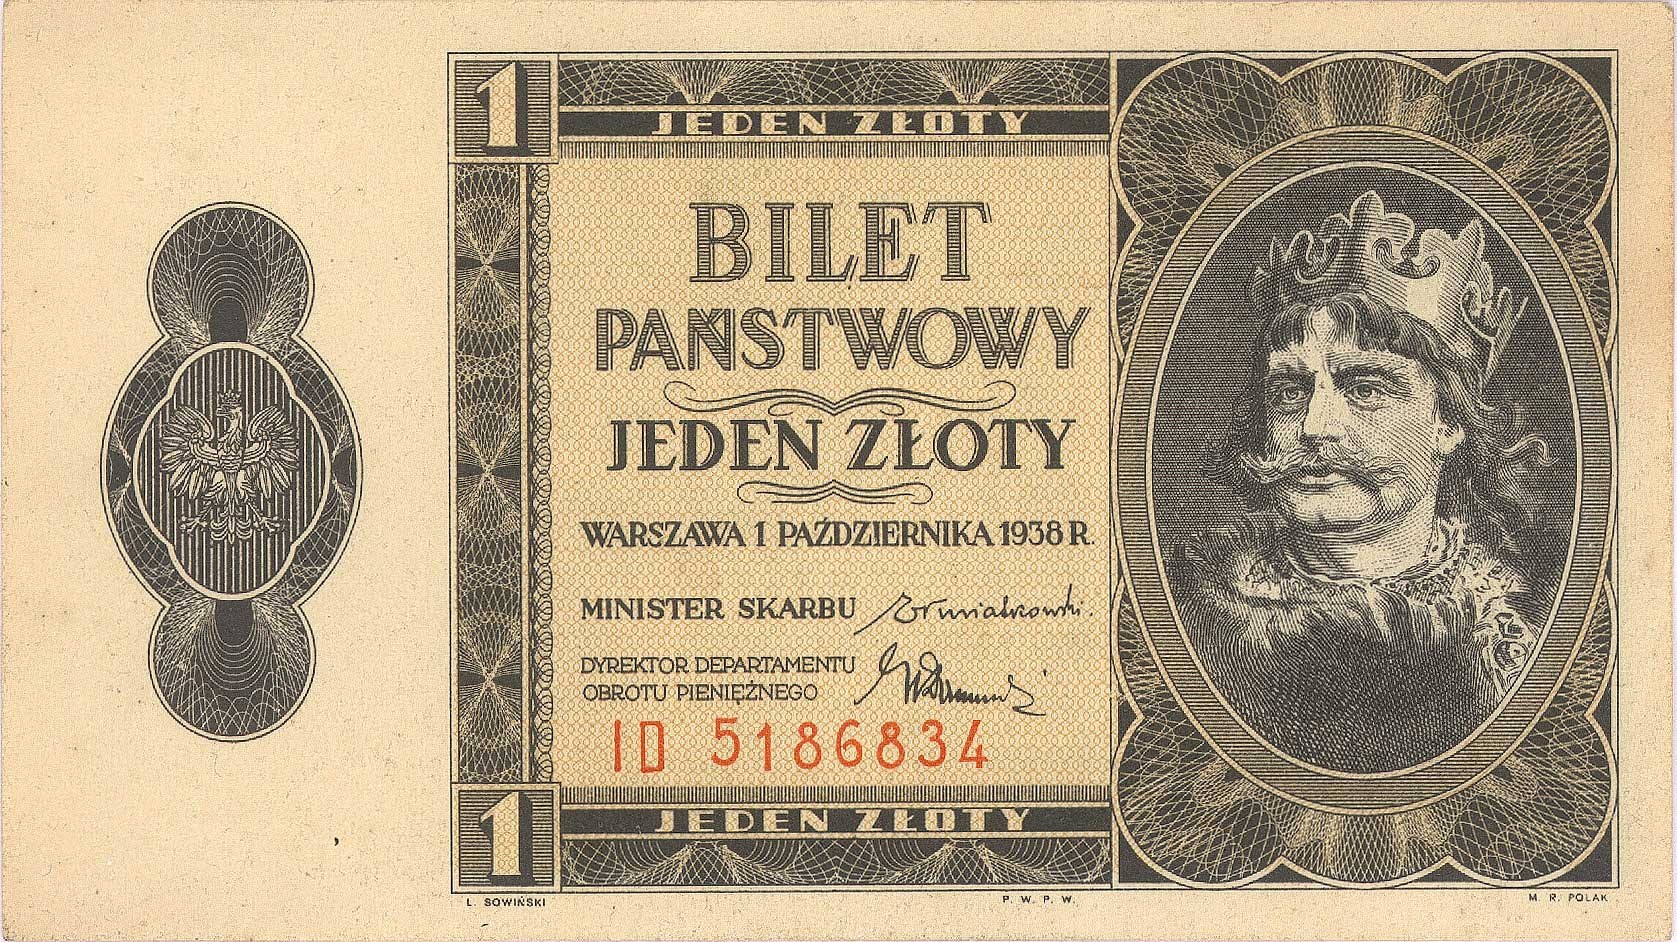 1
JEDEN ZŁOTY
BILET
PAŃSTWOWY
JEDEN ZŁOTY
WARSZAWA 1 PAŹDZIERNIKA 1938 R.
MINISTER SKARBU
DYREKTOR DEPARTAMENTU
OBROTU PIENIĘŻNEGO
ID 5186834
1
JEDEN ZŁOTY
L. SOWIŃSKI
P. W. P. W.
M. R. POLAK